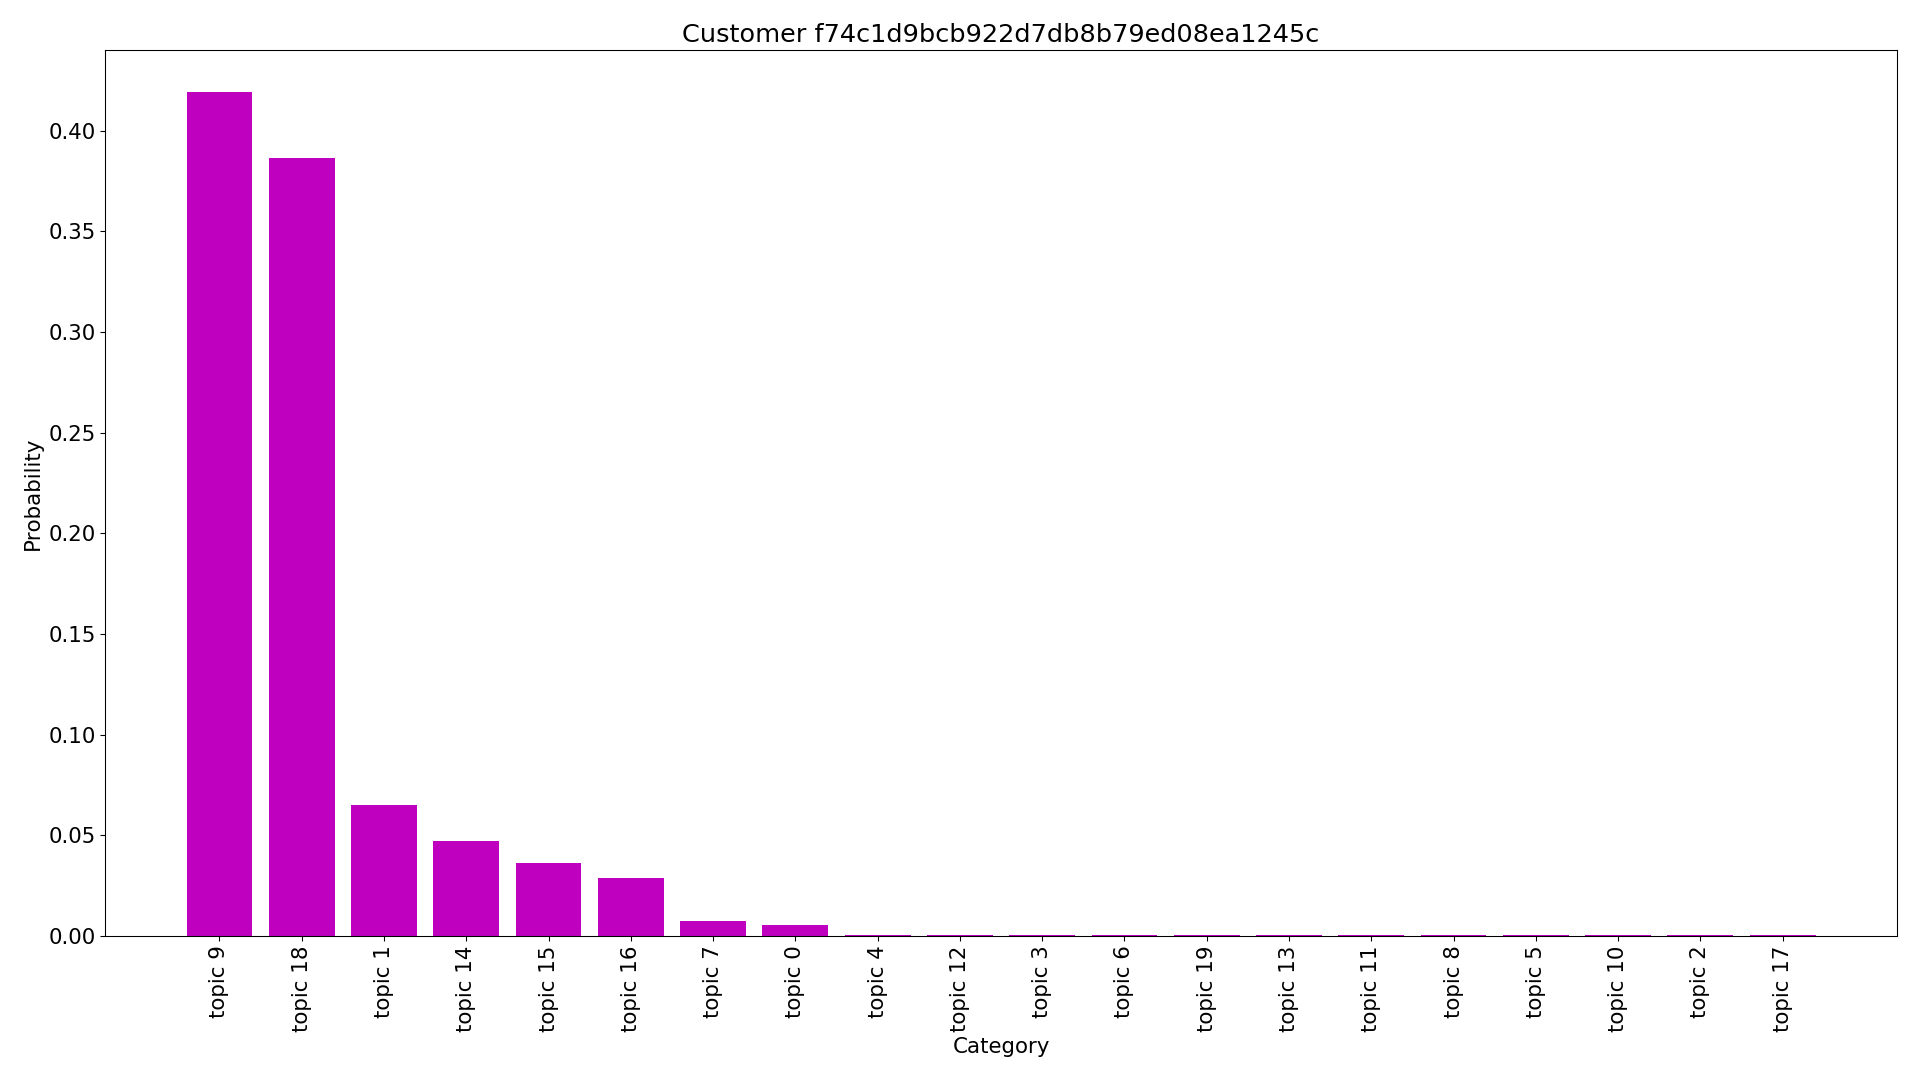 Customer f74c1d9bcb922d7db8b79ed08ea1245c
Probability
0.40
0.35
0.30
0.25
0.20
0.15
0.10
0.05
0.00
topic 9
topic 18
topic 1
topic 14
topic 15
topic 16
topic 7
topic 0
topic 4
topic 12
topic 3
topic 6
topic 19
topic 13
topic 11
topic 8
topic 5
topic 10
topic 2
topic 17
Category